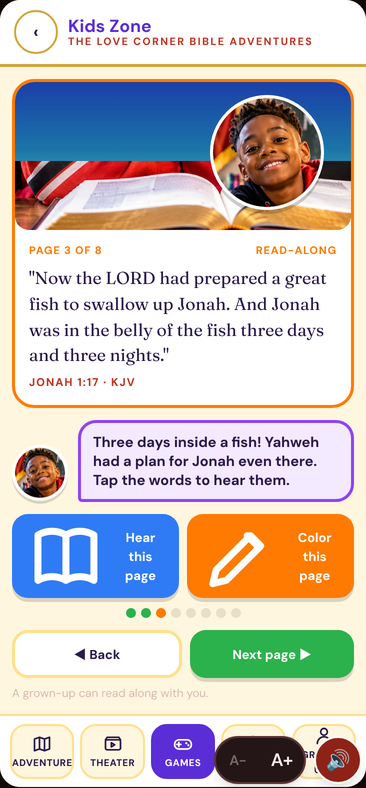 Kids Zone
THE LOVE CORNER BIBLE ADVENTURES
PAGE 3 OF 8
READ-ALONG
"Now the LORD had prepared a great
fish to swallow up Jonah. And Jonah
was in the belly of the fish three days
and three nights."
JONAH 1:17 · KJV
Three days inside a fish! Yahweh
had a plan for Jonah even there.
Tap the words to hear them.
Hear
this
page
Color
this
page
◀ Back
Next page ▶
A grown-up can read along with you.
ADVENTURE
THEATER
GAMES
A-
A+